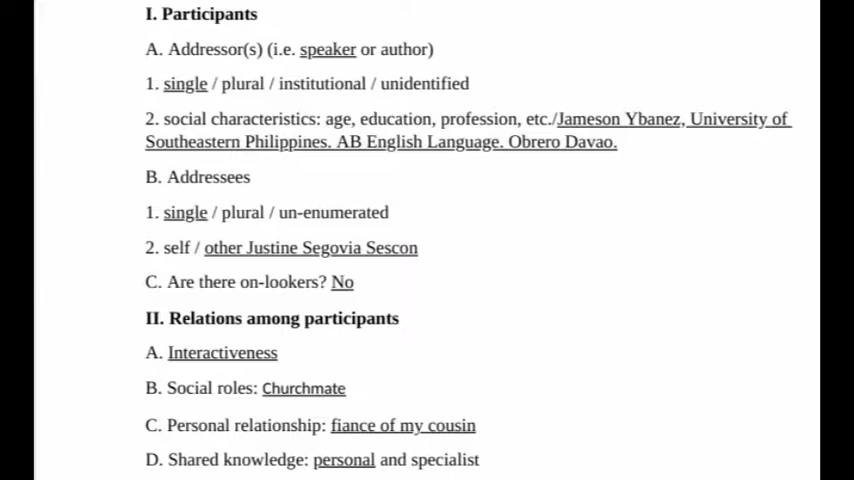 I. Participants
A. Addressor(s) (i.e. speaker or author)
1. single / plural / institutional / unidentified
2. social characteristics: age, education, profession, etc./Jameson Ybanez, University of
Southeastern Philippines. AB English Language. Obrero Davao.
B. Addressees
1. single / plural / un-enumerated
2. self / other Justine Segovia Sescon
C. Are there on-lookers? No
II. Relations among participants
A. Interactiveness
B. Social roles: Churchmate
C. Personal relationship: fiance of my cousin
D. Shared knowledge: personal and specialist